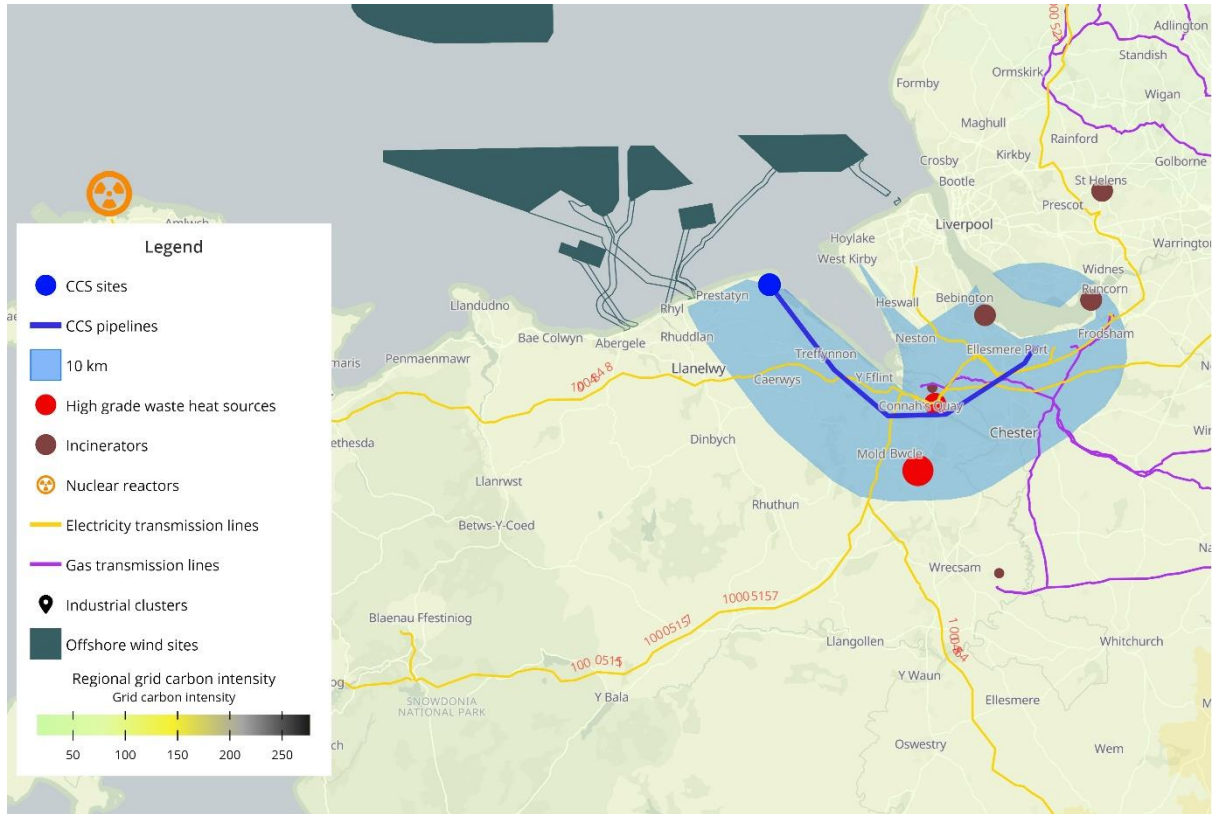 Adlington
Standish
Ormskirk
Formby
Wigan
Maghull
Rainford
Crosby
Kirkby
Golborne
Bootle
St Helens
Prescot
Liverpool
Hoylake
Warrington
West Kirby
Widnes
Runcorn
Prestatyn
Heswall
Bebington
Llandudno
Rhyl
Neston
Frodsham
Bae Colwyn
Abergele
Rhuddlan
Ellesmere Port
Penmaenmawr
Treffynnon
Llanelwy
Caerwys
Y Fflint
Connah's Quay
Chester
Dinbych
Mold
Bwcle
Llanrwst
Rhuthun
Betws-Y-Coed
Wrecsam
10005157
Blaenau Ffestiniog
Llangollen
Whitchurch
Y Waun
Y Bala
SNOWDONIA
NATIONAL PARK
Ellesmere
Oswestry
Wem
Legend
CCS sites
CCS pipelines
10 km
High grade waste heat sources
Incinerators
Nuclear reactors
Electricity transmission lines
Gas transmission lines
Industrial clusters
Offshore wind sites
Regional grid carbon intensity
Grid carbon intensity
50 100 150 200 250